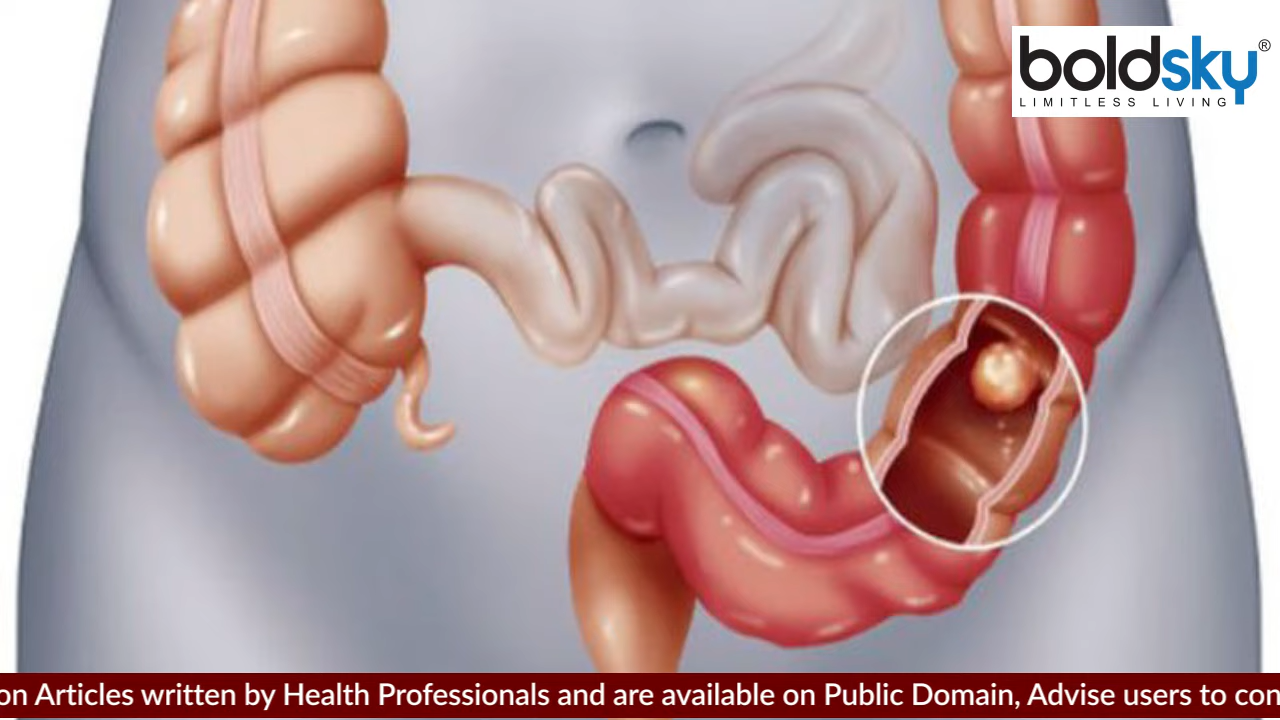 boldsky®
LIMITLESS LIVING
on Articles written by Health Professionals and are available on Public Domain, Advise users to con